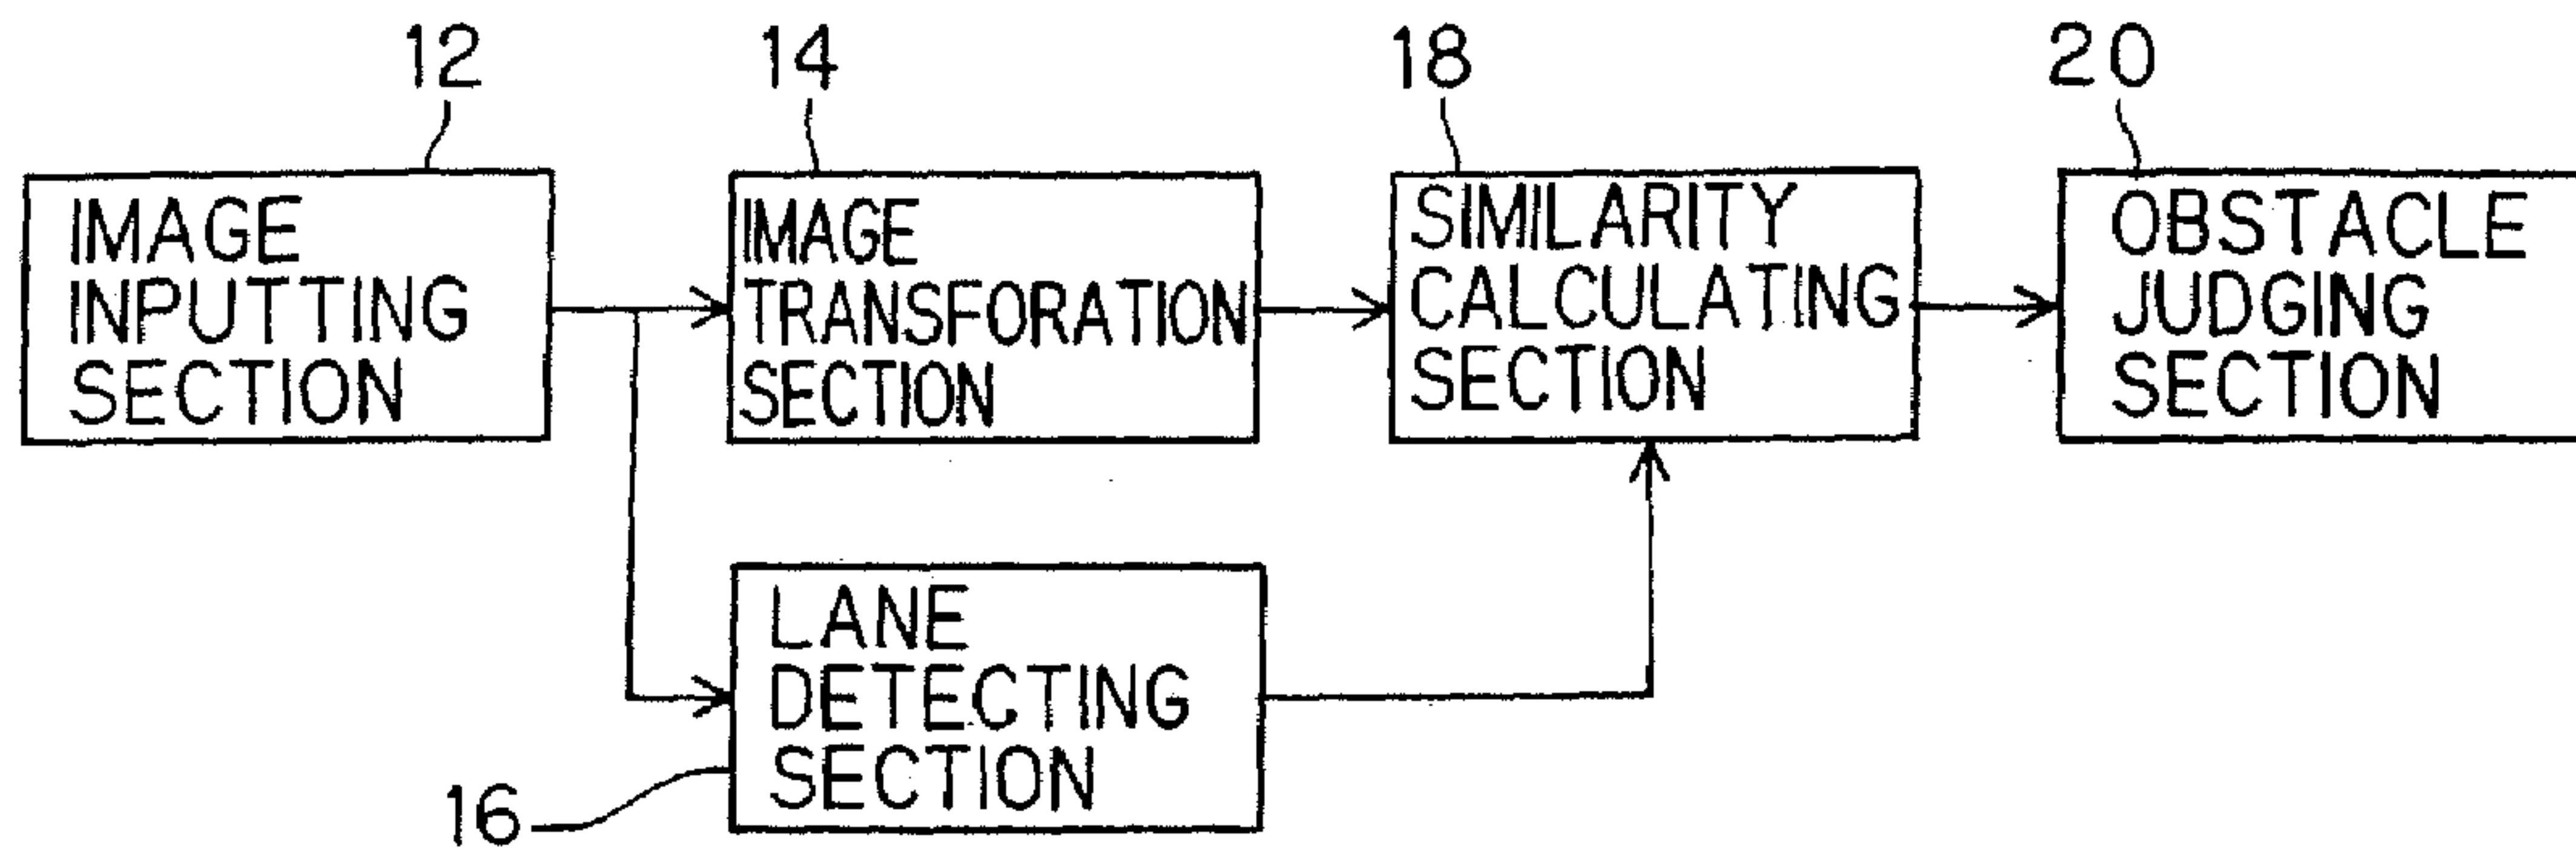 12
14
18
20
IMAGE
INPUTTING
SECTION
IMAGE
TRANSFORATION
SECTION
SIMILARITY
CALCULATING
SECTION
OBSTACLE
JUDGING
SECTION
LANE
DETECTING
SECTION
16